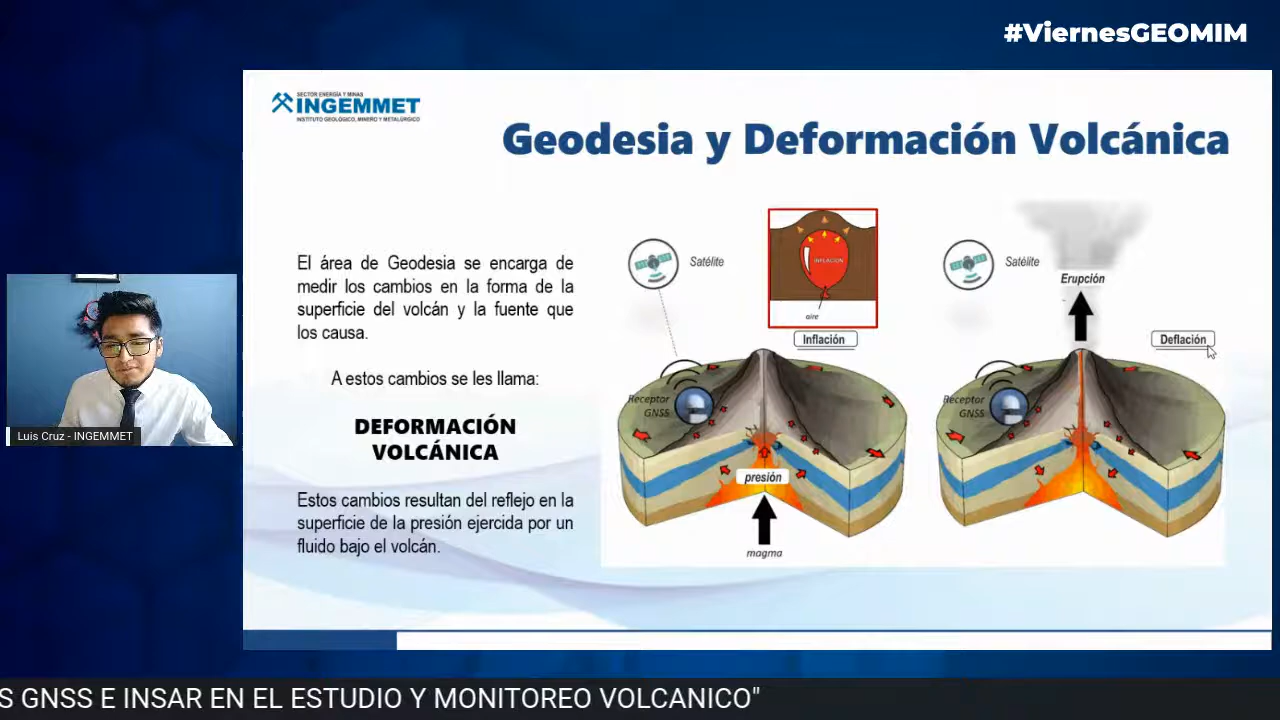 #ViernesGEOMIM
SECTOR ENERGÍA Y MINAS
INGEMMET
INSTITUTO GEOLÓGICO, MINERO Y METALÚRGICO
Geodesia y Deformación Volcánica
El área de Geodesia se encarga de
medir los cambios en la forma de la
superficie del volcán y la fuente que
los causa.
A estos cambios se les llama:
DEFORMACIÓN
VOLCÁNICA
Estos cambios resultan del reflejo en la
superficie de la presión ejercida por un
fluido bajo el volcán.
Satélite
INFLACIÓN
aire
Inflación
Receptor
GNSS
presión
magma
Satélite
Erupción
Deflación
Receptor
GNSS
Luis Cruz - INGEMMET
S GNSS E INSAR EN EL ESTUDIO Y MONITOREO VOLCANICO"